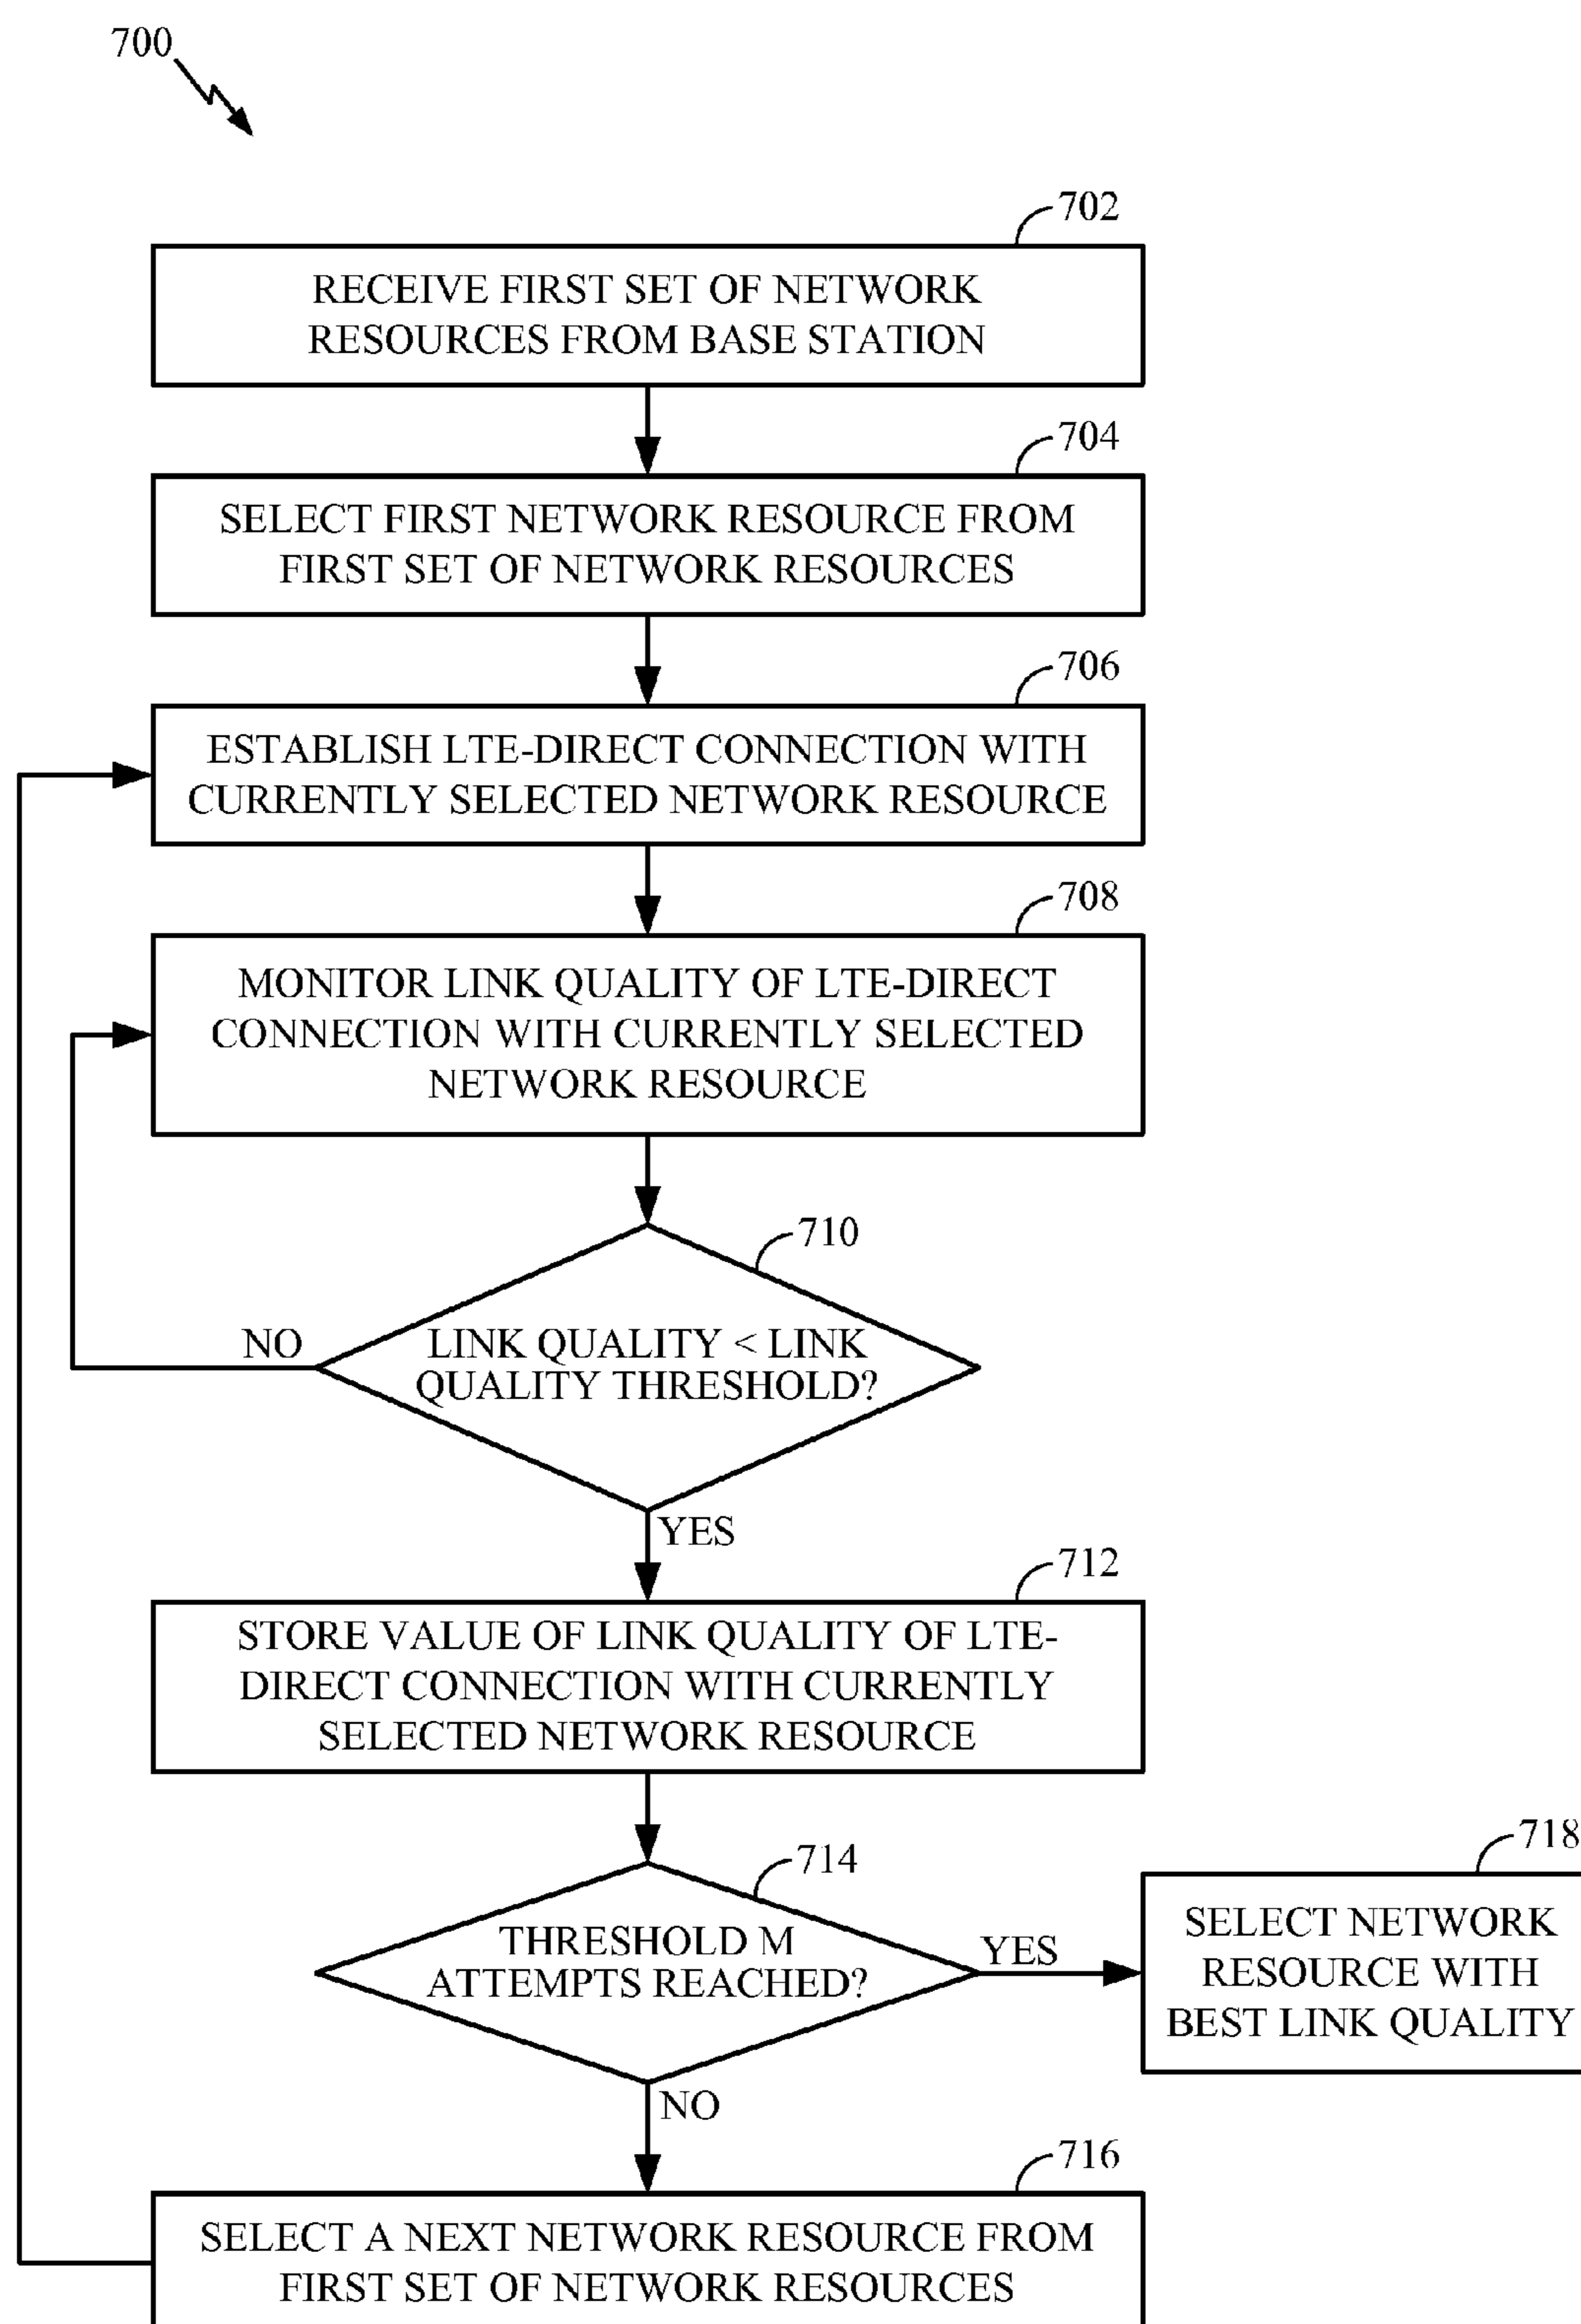 700
702
RECEIVE FIRST SET OF NETWORK
RESOURCES FROM BASE STATION
704
SELECT FIRST NETWORK RESOURCE FROM
FIRST SET OF NETWORK RESOURCES
706
ESTABLISH LTE-DIRECT CONNECTION WITH
CURRENTLY SELECTED NETWORK RESOURCE
708
MONITOR LINK QUALITY OF LTE-DIRECT
CONNECTION WITH CURRENTLY SELECTED
NETWORK RESOURCE
710
NO
LINK QUALITY < LINK
QUALITY THRESHOLD?
YES
712
STORE VALUE OF LINK QUALITY OF LTE-
DIRECT CONNECTION WITH CURRENTLY
SELECTED NETWORK RESOURCE
714
THRESHOLD M
ATTEMPTS REACHED?
YES
718
SELECT NETWORK
RESOURCE WITH
BEST LINK QUALITY
NO
716
SELECT A NEXT NETWORK RESOURCE FROM
FIRST SET OF NETWORK RESOURCES